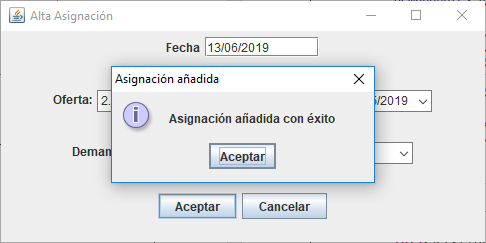 Alta Asignación
Fecha 13/06/2019
Asignación añadida
Oferta: 2. /2019
Asignación añadida con éxito
Deman
Aceptar
Aceptar Cancelar